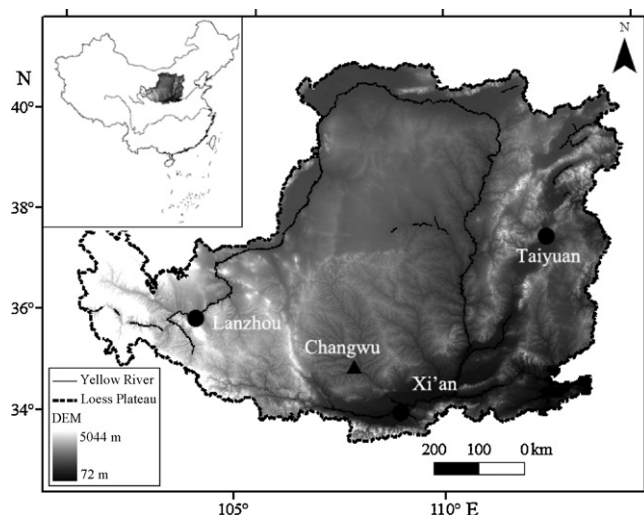 N
N
40°
38°
36°
34°
Taiyuan
Lanzhou
Changwu
Xi'an
Yellow River
Loess Plateau
DEM
5044 m
72 m
200 100 0 km
105° 110° E